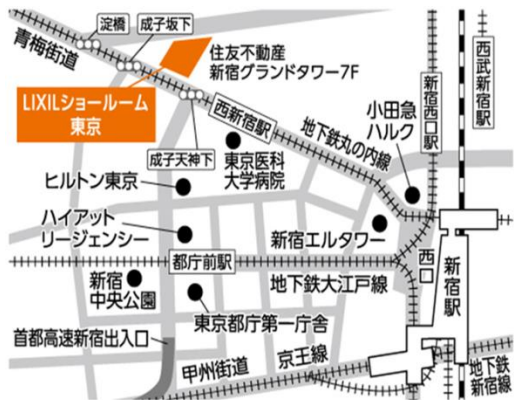 淀橋
成子坂下
青梅街道
住友不動産
新宿グランドタワー7F
LIXILショールーム
東京
西新宿駅
成子天神下
地下鉄丸の内線
小田急
ハルク
新宿西口駅
西武新宿駅
東京医科
大学病院
ヒルトン東京
ハイアット
リージェンシー
新宿エルタワー
都庁前駅
地下鉄大江戸線
西口
新宿駅
新宿
中央公園
東京都庁第一庁舎
首都高速新宿出入口
甲州街道
京王線
地下鉄
新宿線